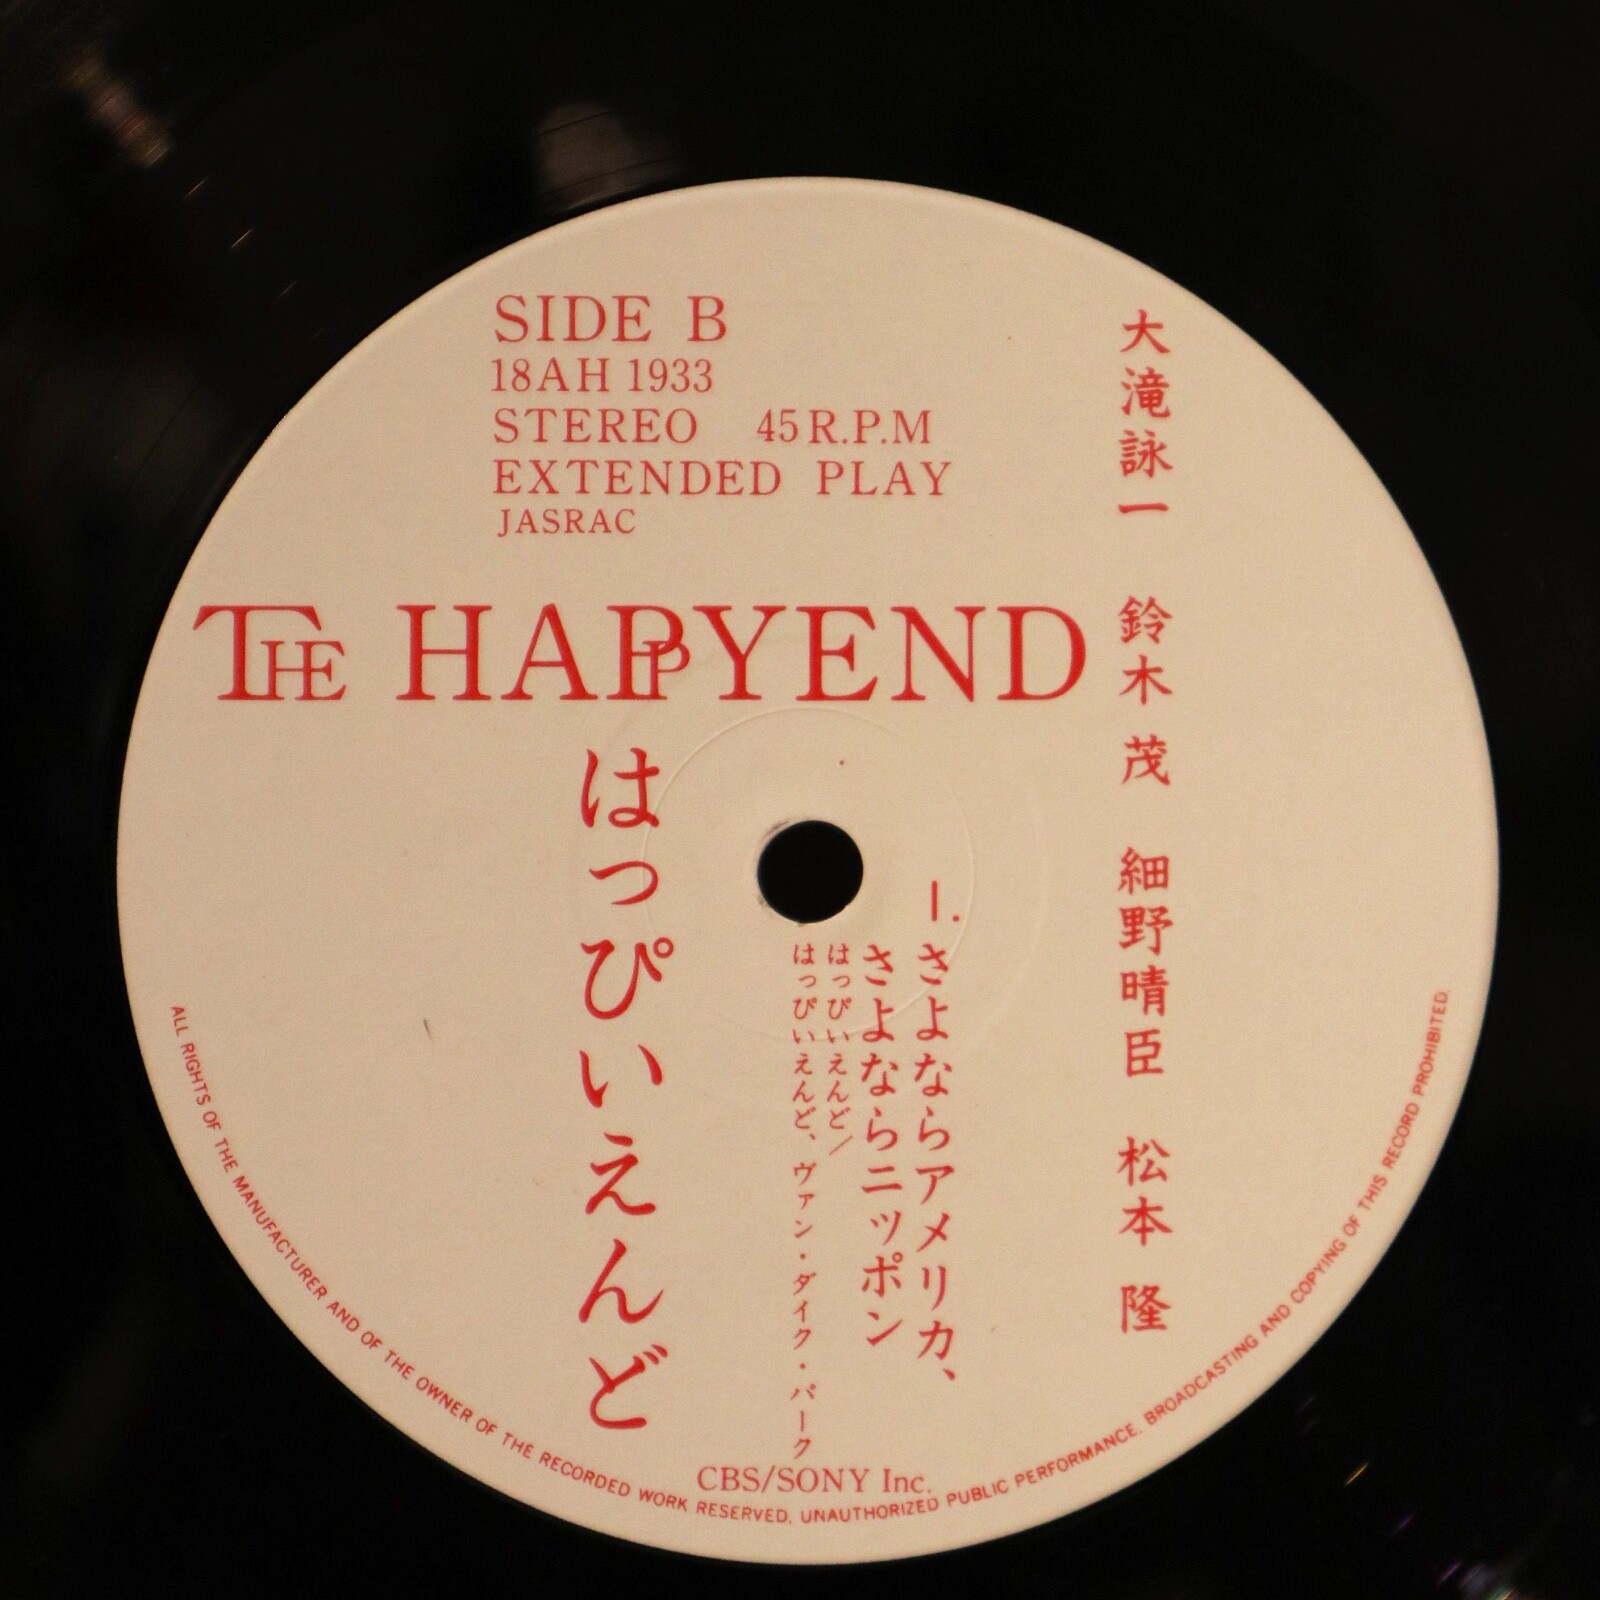 SIDE B
18AH 1933
STEREO 45 R.P.M
EXTENDED PLAY
JASRAC
THE HAPPYEND
大滝詠一 鈴木 茂 細野晴臣 松本 隆
1. さよならアメリカ、
さよならニッポン
はっぴいえんど／
はっぴいえんど、ヴァン・ダイク・パーク
はっぴいえんど
CBS/SONY Inc.
ALL RIGHTS OF THE MANUFACTURER AND OF THE OWNER OF THE RECORDED WORK RESERVED, UNAUTHORIZED PUBLIC PERFORMANCE. BROADCASTING AND COPYING OF THIS RECORD PROHIBITED.